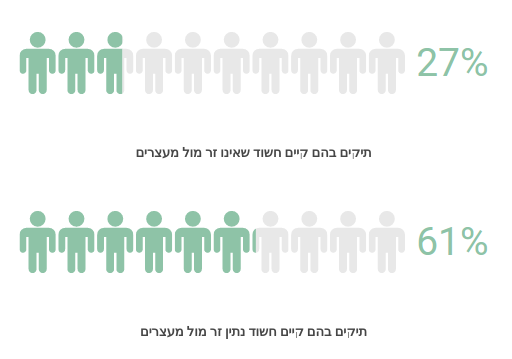 27%
תיקים בהם קיים חשוד שאינו זר מול מעצרים
61%
תיקים בהם קיים חשוד נתין זר מול מעצרים